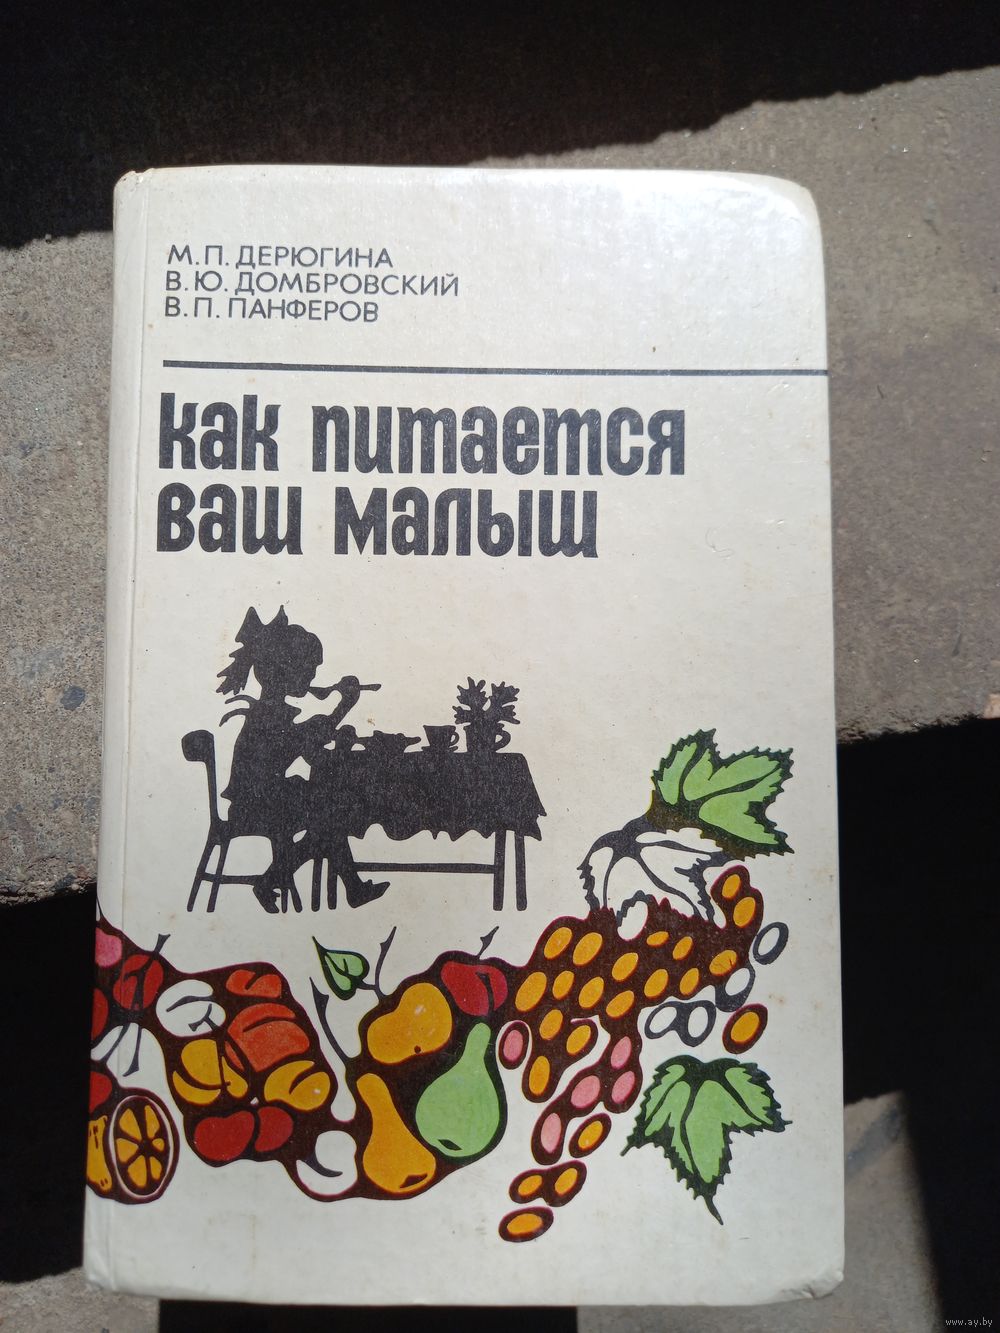 М.П. ДЕРЮГИНА
В.Ю. ДОМБРОВСКИЙ
В.П. ПАНФЕРОВ
как питается
ваш малыш
www.ay.by